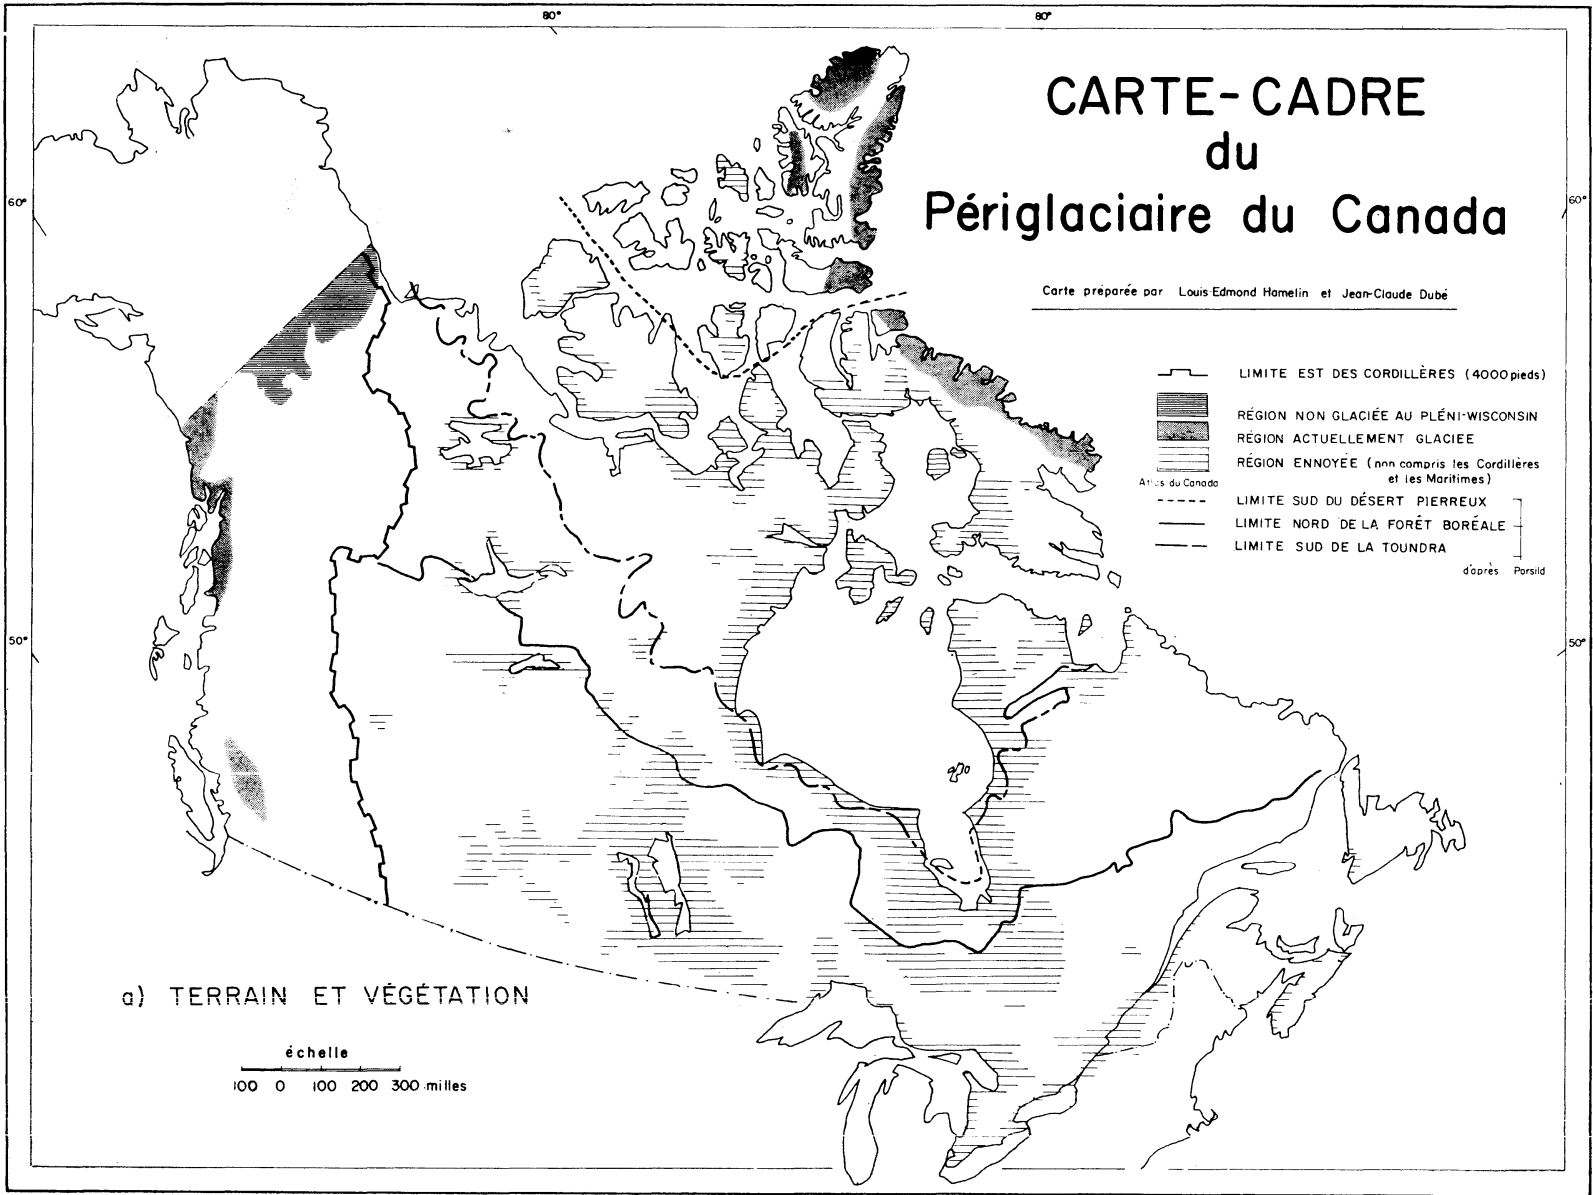 80°
80°
CARTE-CADRE
du
Périglaciaire du Canada
60°
60°
Carte préparée par Louis-Edmond Hamelin et Jean-Claude Dubé
LIMITE EST DES CORDILLÈRES (4000 pieds)
RÉGION NON GLACIÉE AU PLÉNI-WISCONSIN
RÉGION ACTUELLEMENT GLACIEE
RÉGION ENNOYÉE (non compris les Cordillères
et les Maritimes)
Atlas du Canada
LIMITE SUD DU DÉSERT PIERREUX
LIMITE NORD DE LA FORÊT BORÉALE
LIMITE SUD DE LA TOUNDRA
d'après Porsild
50°
50°
a) TERRAIN ET VÉGÉTATION
échelle
100 0 100 200 300 milles